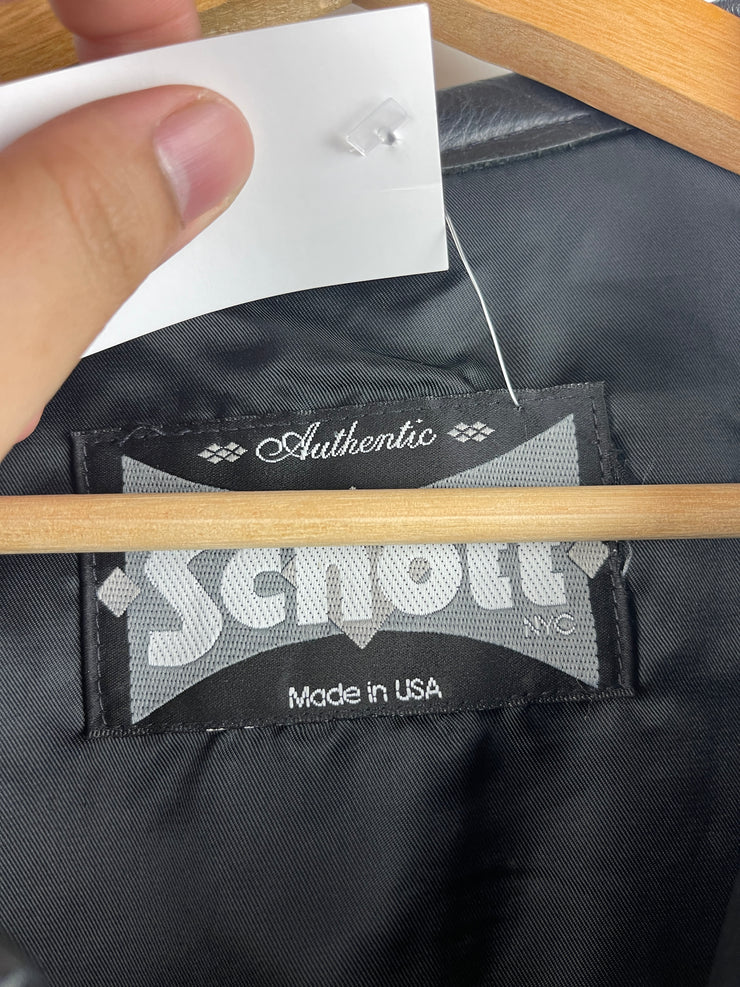 Authentic
Schott
NYC
Made in USA